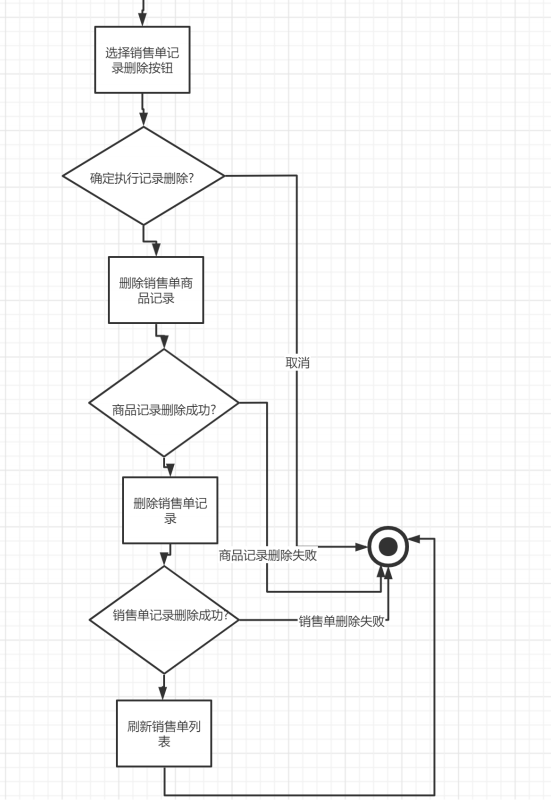 选择销售单记
录删除按钮
确定执行记录删除?
删除销售单商
品记录
取消
商品记录删除成功?
删除销售单记
录
商品记录删除失败
销售单记录删除成功?
销售单删除失败
刷新销售单列
表